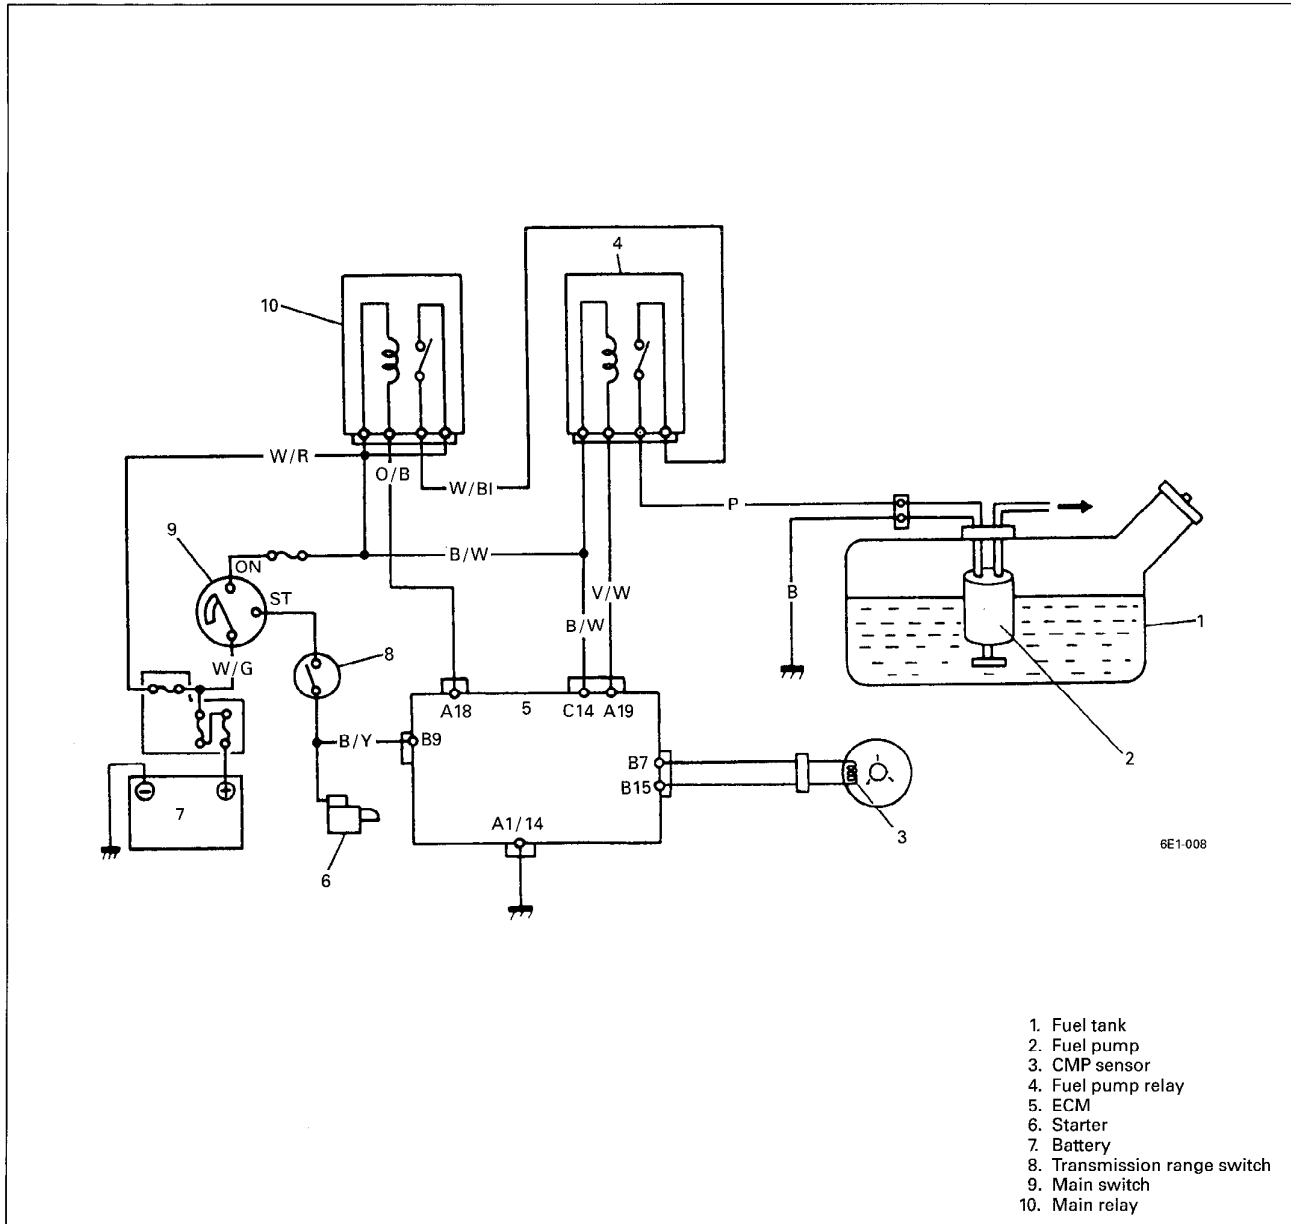 4
10
W/R
O/B
W/Bl
P
9
ON
B/W
ST
V/W
B
B/W
1
8
W/G
A18
5
C14
A19
B/Y
B9
B7
2
B15
7
A1/14
3
6
6E1-008
1. Fuel tank
2. Fuel pump
3. CMP sensor
4. Fuel pump relay
5. ECM
6. Starter
7. Battery
8. Transmission range switch
9. Main switch
10. Main relay